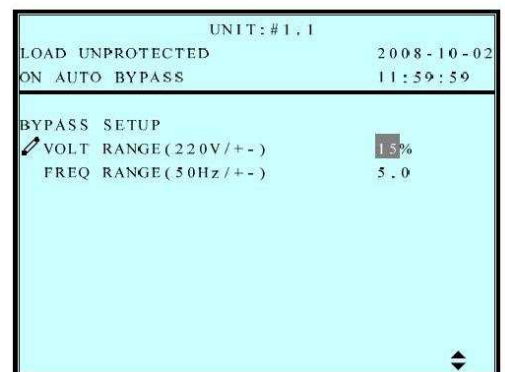 UNIT:#1.1
LOAD UNPROTECTED 2008-10-02
ON AUTO BYPASS 11:59:59
BYPASS SETUP
VOLT RANGE(220V/+-) 15%
FREQ RANGE(50Hz/+-) 5.0